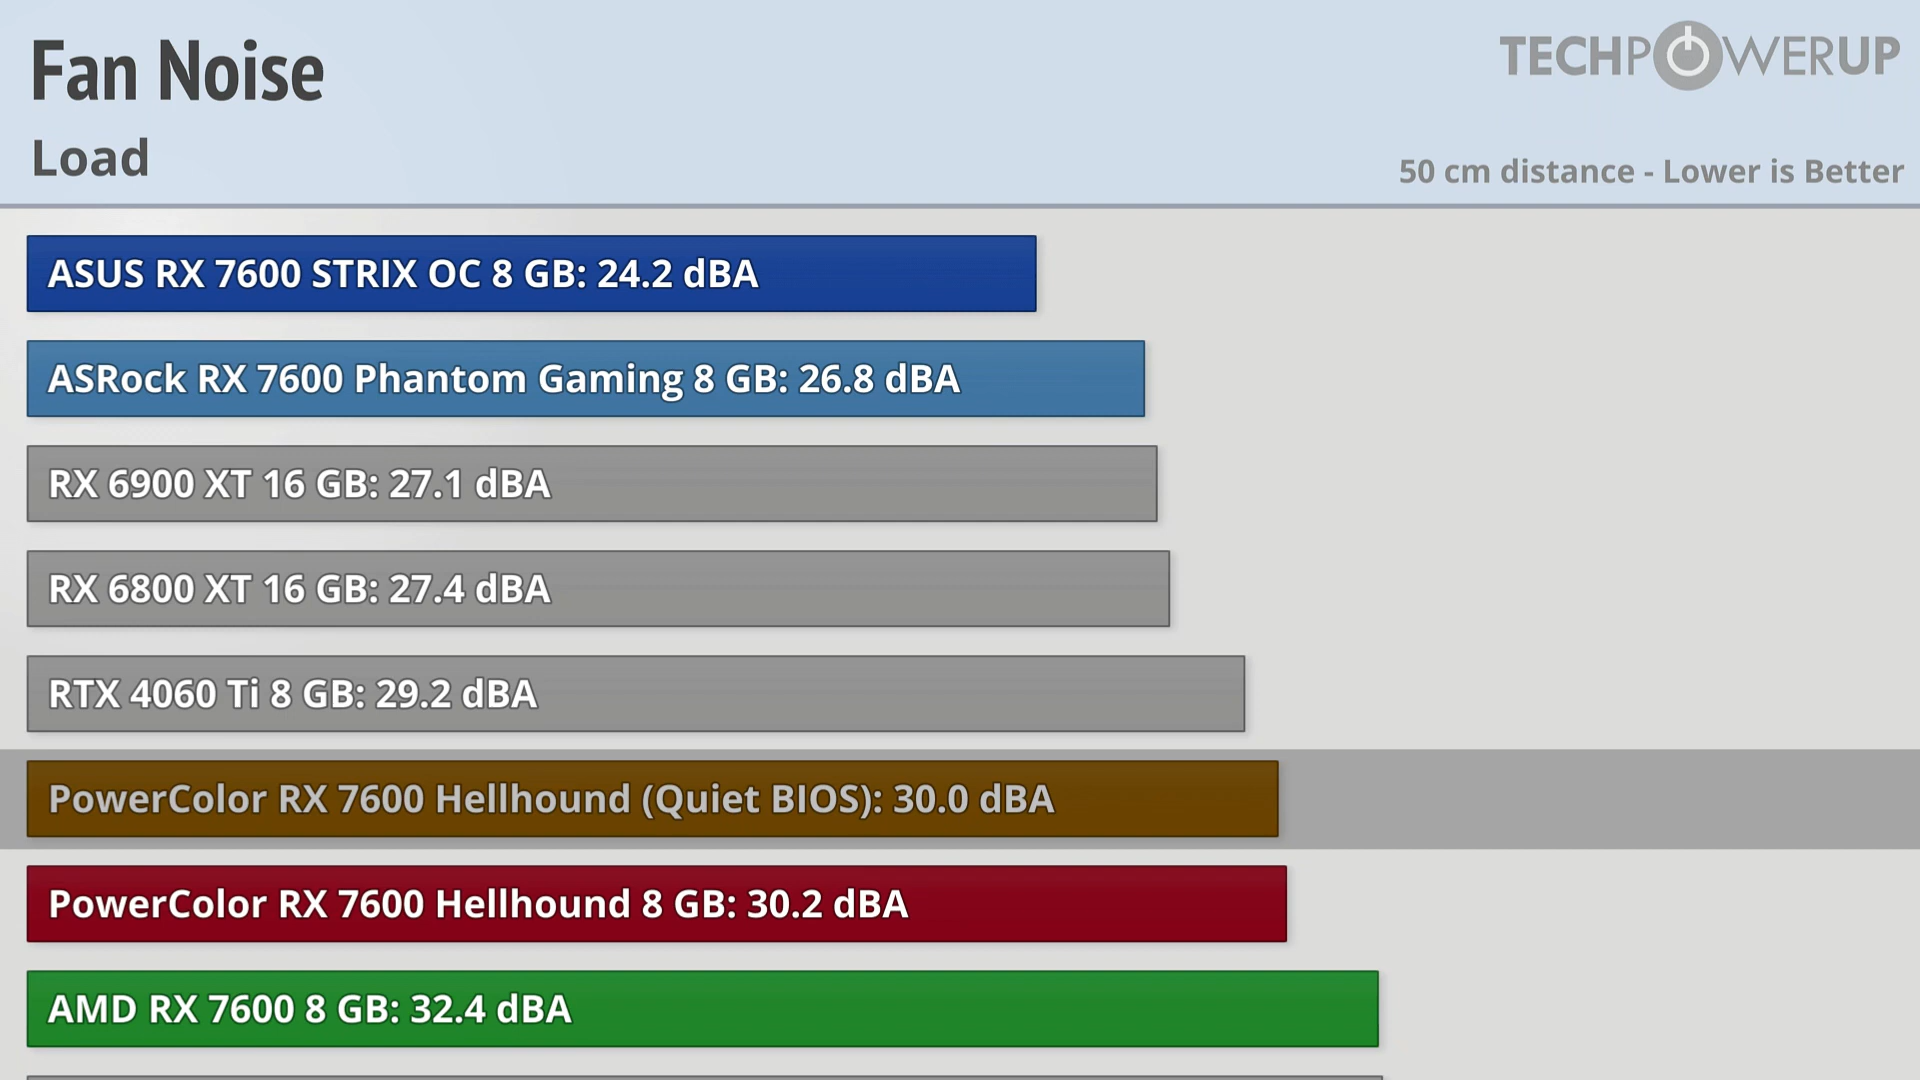 Fan Noise
TECHPOWERUP
Load
50 cm distance - Lower is Better
ASUS RX 7600 STRIX OC 8 GB: 24.2 dBA
ASRock RX 7600 Phantom Gaming 8 GB: 26.8 dBA
RX 6900 XT 16 GB: 27.1 dBA
RX 6800 XT 16 GB: 27.4 dBA
RTX 4060 Ti 8 GB: 29.2 dBA
PowerColor RX 7600 Hellhound (Quiet BIOS): 30.0 dBA
PowerColor RX 7600 Hellhound 8 GB: 30.2 dBA
AMD RX 7600 8 GB: 32.4 dBA